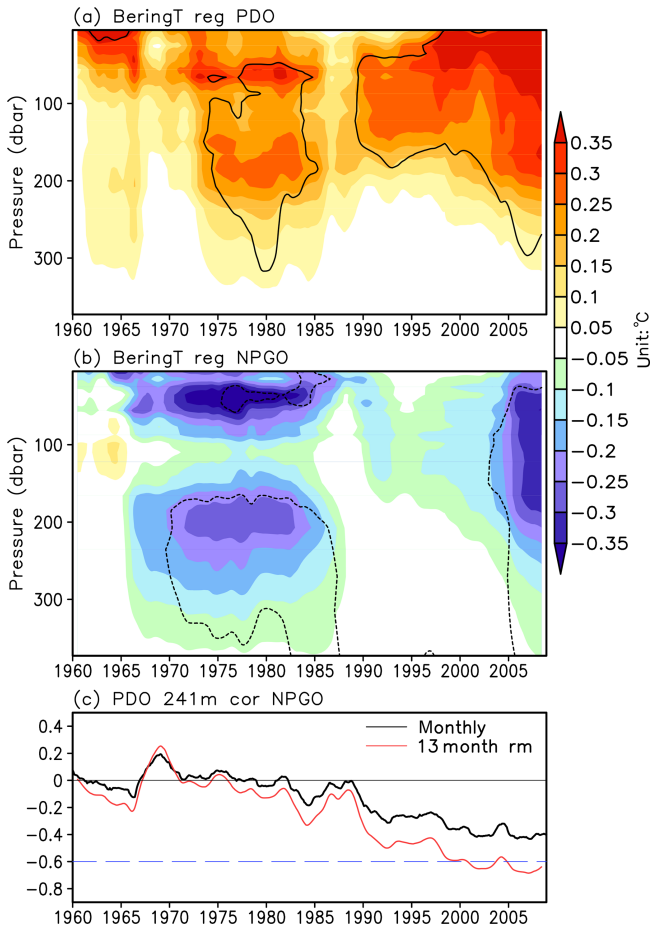 (a) BeringT reg PDO
Pressure (dbar)
100
200
300
1960 1965 1970 1975 1980 1985 1990 1995 2000 2005
(b) BeringT reg NPGO
Pressure (dbar)
100
200
300
1960 1965 1970 1975 1980 1985 1990 1995 2000 2005
0.35
0.3
0.25
0.2
0.15
0.1
0.05
−0.05
−0.1
−0.15
−0.2
−0.25
−0.3
−0.35
Unit:℃
(c) PDO 241m cor NPGO
Monthly
13 month rm
0.4
0.2
0
−0.2
−0.4
−0.6
−0.8
1960 1965 1970 1975 1980 1985 1990 1995 2000 2005